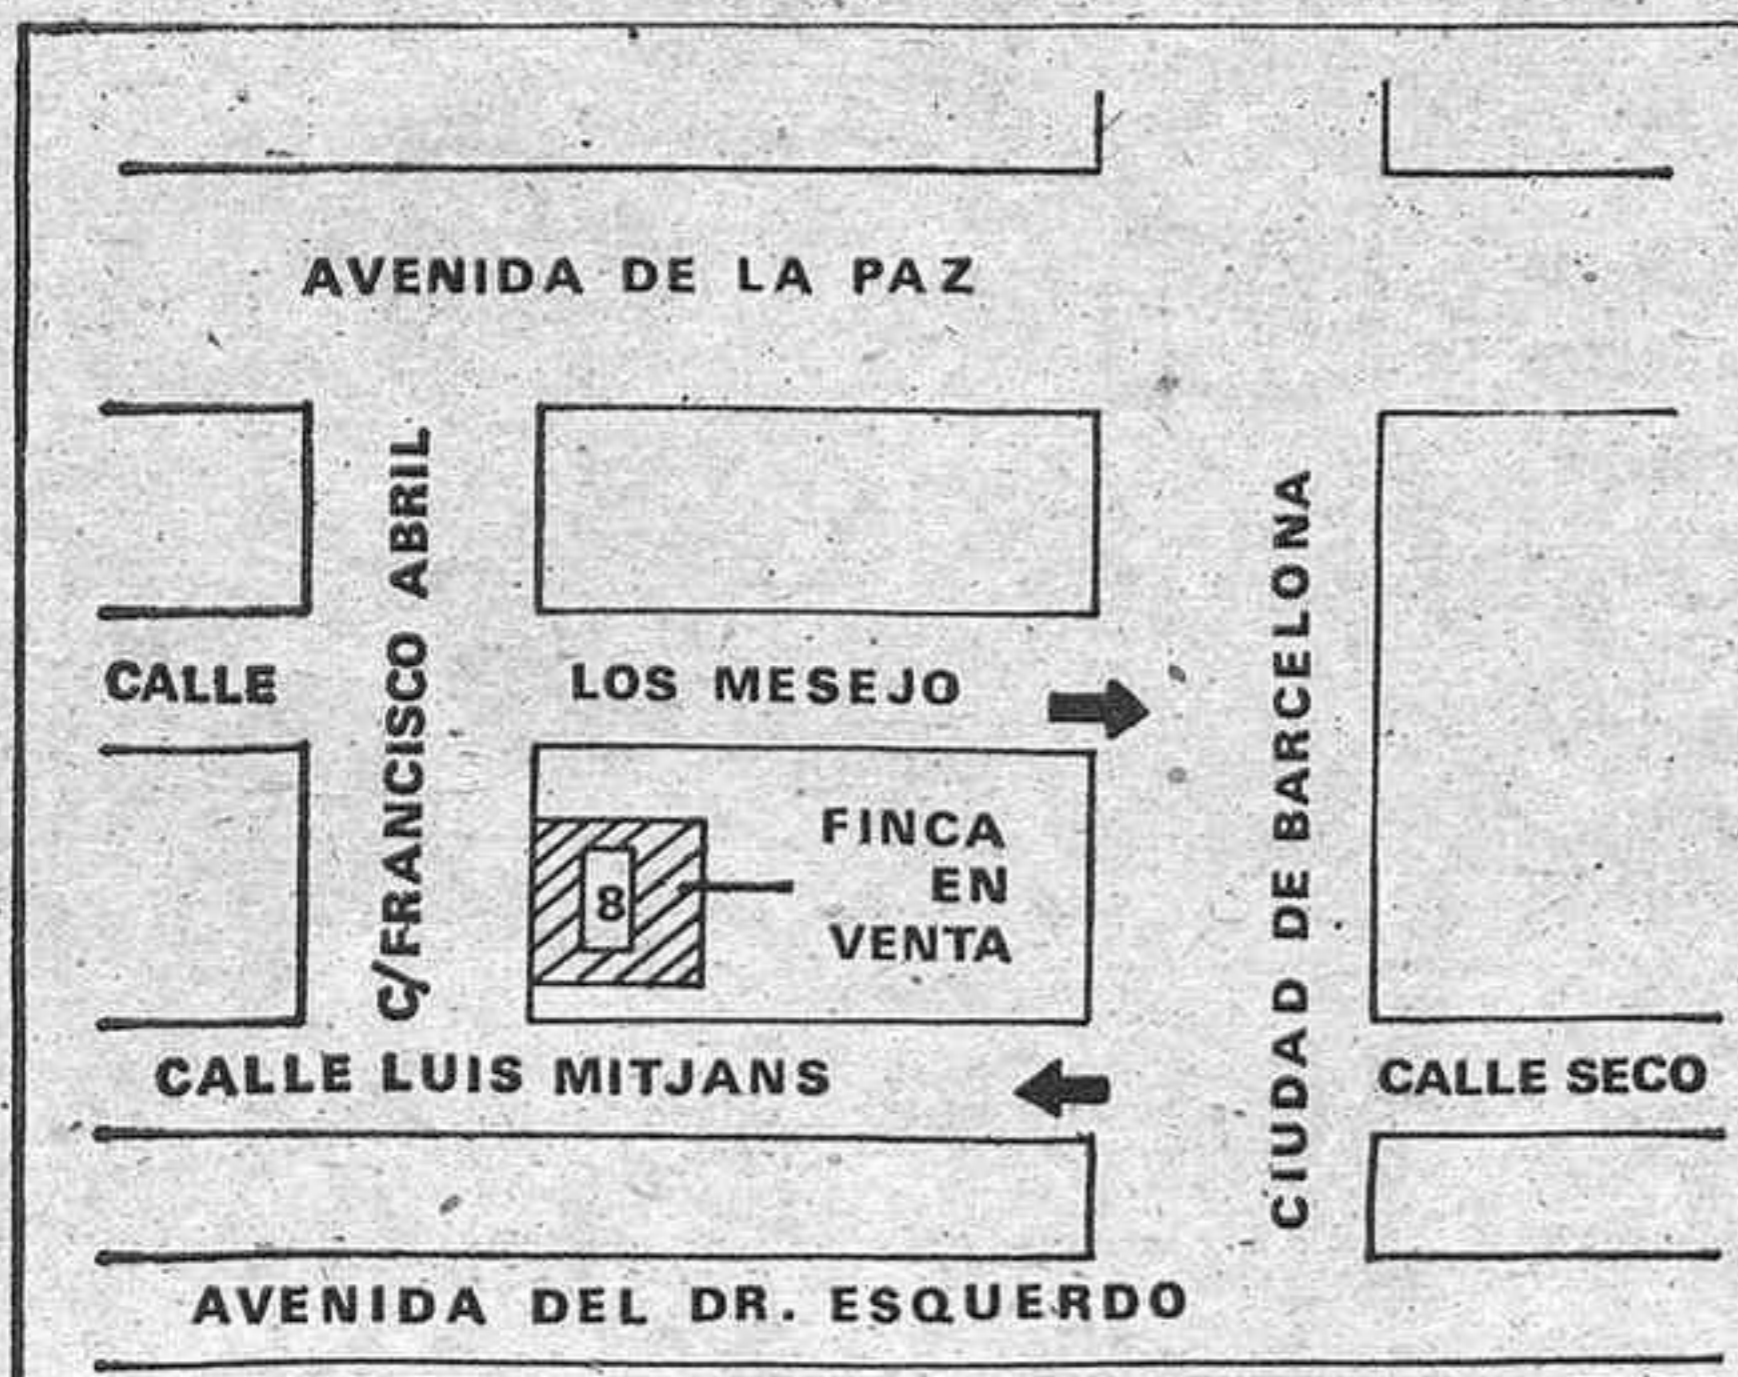 AVENIDA DE LA PAZ
C/FRANCISCO ABRIL
CIUDAD DE BARCELONA
CALLE LOS MESEJO
8
FINCA
EN
VENTA
CALLE LUIS MITJANS
CALLE SECO
AVENIDA DEL DR. ESQUERDO